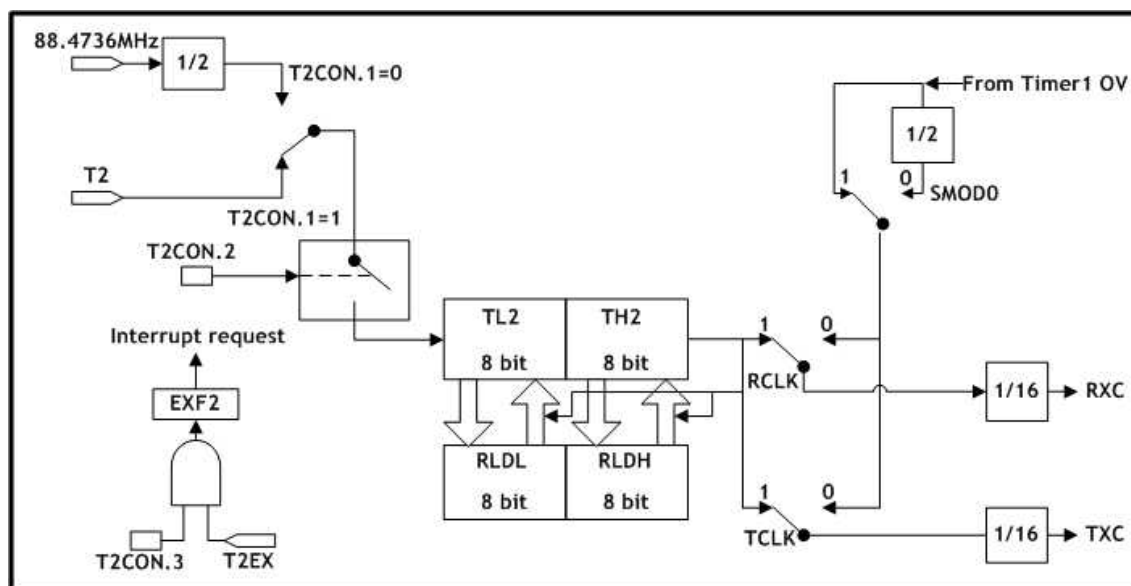 88.4736MHz
1/2
T2CON.1=0
From Timer1 OV
1/2
T2
1
0
SMOD0
T2CON.1=1
T2CON.2
TL2
TH2
8 bit
8 bit
1
0
Interrupt request
RCLK
1/16
RXC
EXF2
RLDL
RLDH
8 bit
8 bit
1
0
TCLK
1/16
TXC
T2CON.3
T2EX